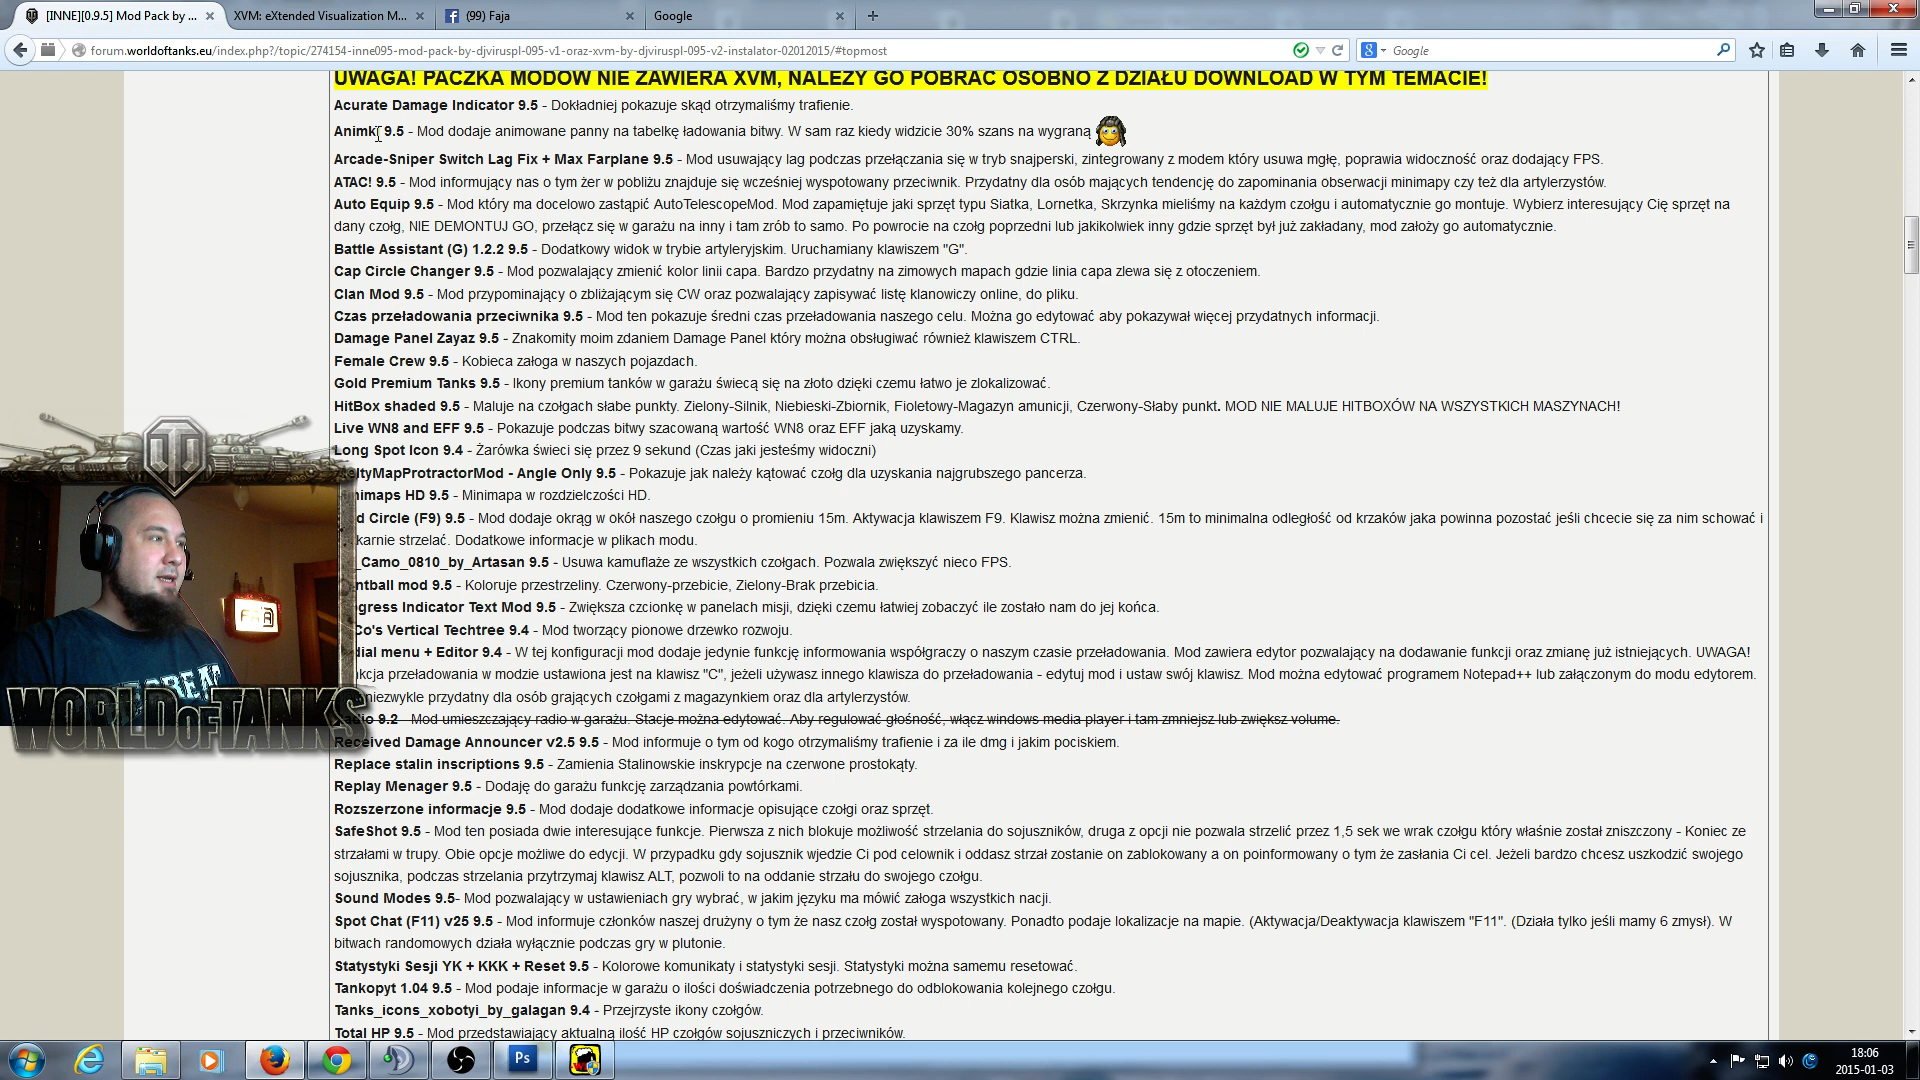 [INNE][0.9.5] Mod Pack by ...
XVM: eXtended Visualization M...
(99) Faja
Google
forum.worldoftanks.eu/index.php?/topic/274154-inne095-mod-pack-by-djviruspl-095-v1-oraz-xvm-by-djviruspl-095-v2-instalator-02012015/#topmost
Google
UWAGA! PACZKA MODÓW NIE ZAWIERA XVM, NALEŻY GO POBRAĆ OSOBNO Z DZIAŁU DOWNLOAD W TYM TEMACIE!
Acurate Damage Indicator 9.5 - Dokładniej pokazuje skąd otrzymaliśmy trafienie.
Animki 9.5 - Mod dodaje animowane panny na tabelkę ładowania bitwy. W sam raz kiedy widzicie 30% szans na wygraną
Arcade-Sniper Switch Lag Fix + Max Farplane 9.5 - Mod usuwający lag podczas przełączania się w tryb snajperski, zintegrowany z modem który usuwa mgłę, poprawia widoczność oraz dodający FPS.
ATAC! 9.5 - Mod informujący nas o tym żer w pobliżu znajduje się wcześniej wyspotowany przeciwnik. Przydatny dla osób mających tendencję do zapominania obserwacji minimapy czy też dla artylerzystów.
Auto Equip 9.5 - Mod który ma docelowo zastąpić AutoTelescopeMod. Mod zapamiętuje jaki sprzęt typu Siatka, Lornetka, Skrzynka mieliśmy na każdym czołgu i automatycznie go montuje. Wybierz interesujący Cię sprzęt na
dany czołg, NIE DEMONTUJ GO, przełącz się w garażu na inny i tam zrób to samo. Po powrocie na czołg poprzedni lub jakikolwiek inny gdzie sprzęt był już zakładany, mod założy go automatycznie.
Battle Assistant (G) 1.2.2 9.5 - Dodatkowy widok w trybie artyleryjskim. Uruchamiany klawiszem "G".
Cap Circle Changer 9.5 - Mod pozwalający zmienić kolor linii capa. Bardzo przydatny na zimowych mapach gdzie linia capa zlewa się z otoczeniem.
Clan Mod 9.5 - Mod przypominający o zbliżającym się CW oraz pozwalający zapisywać listę klanowiczy online, do pliku.
Czas przeładowania przeciwnika 9.5 - Mod ten pokazuje średni czas przeładowania naszego celu. Można go edytować aby pokazywał więcej przydatnych informacji.
Damage Panel Zayaz 9.5 - Znakomity moim zdaniem Damage Panel który można obsługiwać również klawiszem CTRL.
Female Crew 9.5 - Kobieca załoga w naszych pojazdach.
Gold Premium Tanks 9.5 - Ikony premium tanków w garażu świecą się na złoto dzięki czemu łatwo je zlokalizować.
HitBox shaded 9.5 - Maluje na czołgach słabe punkty. Zielony-Silnik, Niebieski-Zbiornik, Fioletowy-Magazyn amunicji, Czerwony-Słaby punkt. MOD NIE MALUJE HITBOXÓW NA WSZYSTKICH MASZYNACH!
Live WN8 and EFF 9.5 - Pokazuje podczas bitwy szacowaną wartość WN8 oraz EFF jaką uzyskamy.
Long Spot Icon 9.4 - Żarówka świeci się przez 9 sekund (Czas jaki jesteśmy widoczni)
ltyMapProtractorMod - Angle Only 9.5 - Pokazuje jak należy kątować czołg dla uzyskania najgrubszego pancerza.
nimaps HD 9.5 - Minimapa w rozdzielczości HD.
d Circle (F9) 9.5 - Mod dodaje okrąg w okół naszego czołgu o promieniu 15m. Aktywacja klawiszem F9. Klawisz można zmienić. 15m to minimalna odległość od krzaków jaka powinna pozostać jeśli chcecie się za nim schować i
karnie strzelać. Dodatkowe informacje w plikach modu.
_Camo_0810_by_Artasan 9.5 - Usuwa kamuflaże ze wszystkich czołgach. Pozwala zwiększyć nieco FPS.
ntball mod 9.5 - Koloruje przestrzeliny. Czerwony-przebicie, Zielony-Brak przebicia.
gress Indicator Text Mod 9.5 - Zwiększa czcionkę w panelach misji, dzięki czemu łatwiej zobaczyć ile zostało nam do jej końca.
Co's Vertical Techtree 9.4 - Mod tworzący pionowe drzewko rozwoju.
dial menu + Editor 9.4 - W tej konfiguracji mod dodaje jedynie funkcję informowania współgraczy o naszym czasie przeładowania. Mod zawiera edytor pozwalający na dodawanie funkcji oraz zmianę już istniejących. UWAGA!
kcja przeładowania w modzie ustawiona jest na klawisz "C", jeżeli używasz innego klawisza do przeładowania - edytuj mod i ustaw swój klawisz. Mod można edytować programem Notepad++ lub załączonym do modu edytorem.
niezwykle przydatny dla osób grających czołgami z magazynkiem oraz dla artylerzystów.
adio 9.2 - Mod umieszczający radio w garażu. Stacje można edytować. Aby regulować głośność, włącz windows media player i tam zmniejsz lub zwiększ volume.
Received Damage Announcer v2.5 9.5 - Mod informuje o tym od kogo otrzymaliśmy trafienie i za ile dmg i jakim pociskiem.
Replace stalin inscriptions 9.5 - Zamienia Stalinowskie inskrypcje na czerwone prostokąty.
Replay Menager 9.5 - Dodaję do garażu funkcję zarządzania powtórkami.
Rozszerzone informacje 9.5 - Mod dodaje dodatkowe informacje opisujące czołgi oraz sprzęt.
SafeShot 9.5 - Mod ten posiada dwie interesujące funkcje. Pierwsza z nich blokuje możliwość strzelania do sojuszników, druga z opcji nie pozwala strzelić przez 1,5 sek we wrak czołgu który właśnie został zniszczony - Koniec ze
strzałami w trupy. Obie opcje możliwe do edycji. W przypadku gdy sojusznik wjedzie Ci pod celownik i oddasz strzał zostanie on zablokowany a on poinformowany o tym że zasłania Ci cel. Jeżeli bardzo chcesz uszkodzić swojego
sojusznika, podczas strzelania przytrzymaj klawisz ALT, pozwoli to na oddanie strzału do swojego czołgu.
Sound Modes 9.5- Mod pozwalający w ustawieniach gry wybrać, w jakim języku ma mówić załoga wszystkich nacji.
Spot Chat (F11) v25 9.5 - Mod informuje członków naszej drużyny o tym że nasz czołg został wyspotowany. Ponadto podaje lokalizacje na mapie. (Aktywacja/Deaktywacja klawiszem "F11". (Działa tylko jeśli mamy 6 zmysł). W
bitwach randomowych działa wyłącznie podczas gry w plutonie.
Statystyki Sesji YK + KKK + Reset 9.5 - Kolorowe komunikaty i statystyki sesji. Statystyki można samemu resetować.
Tankopyt 1.04 9.5 - Mod podaje informacje w garażu o ilości doświadczenia potrzebnego do odblokowania kolejnego czołgu.
Tanks_icons_xobotyi_by_galagan 9.4 - Przejrzyste ikony czołgów.
Total HP 9.5 - Mod przedstawiający aktualną ilość HP czołgów sojuszniczych i przeciwników.
WORLD OF TANKS
Ps
18:06
2015-01-03